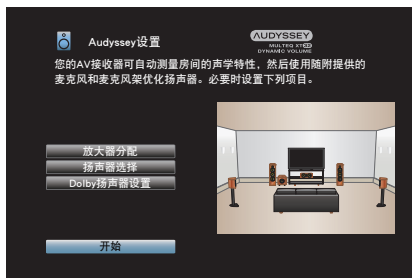 Audyssey设置
AUDYSSEY
MULTEQ XT32
DYNAMIC VOLUME
您的AV接收器可自动测量房间的声学特性，然后使用随附提供的
麦克风和麦克风架优化扬声器。必要时设置下列项目。
放大器分配
扬声器选择
Dolby扬声器设置
开始